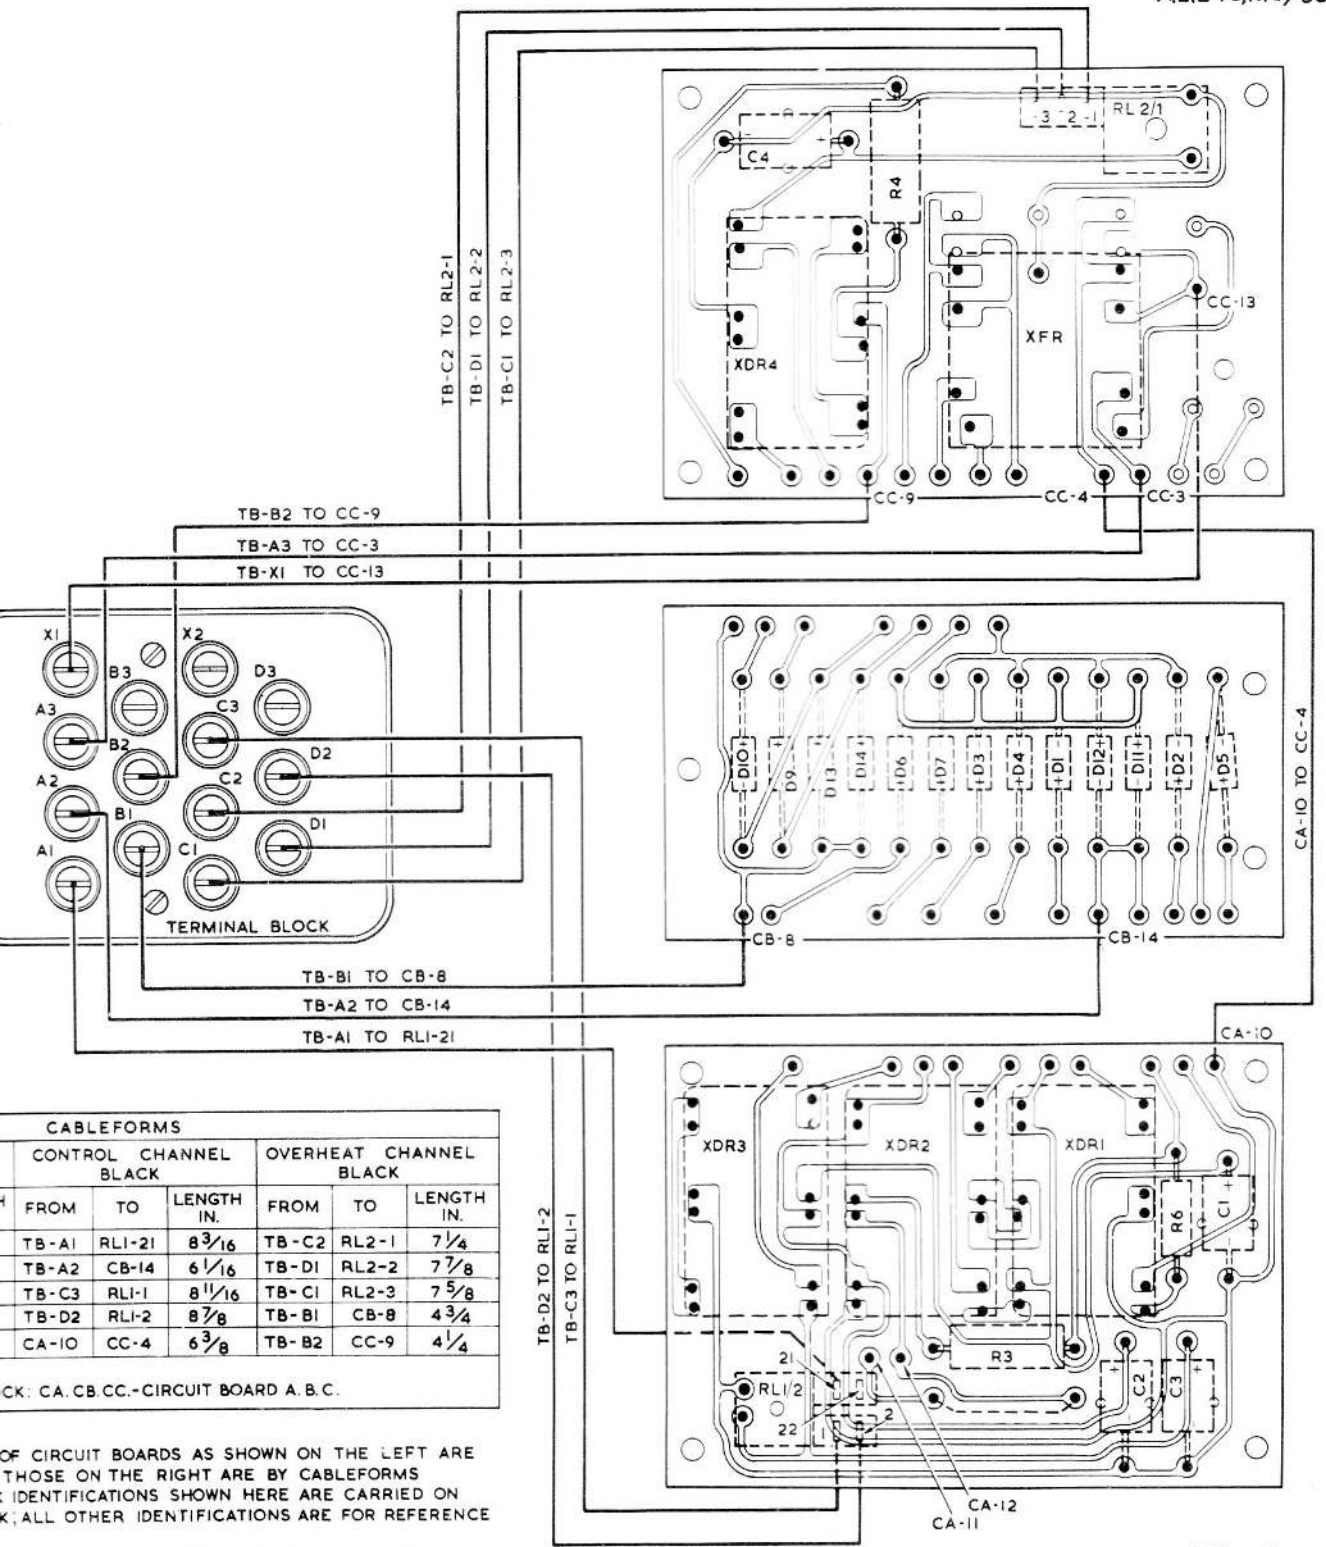 RL 2/1
-3 -2 -1
C4
R4
TB-C2 TO RL2-1
TB-D1 TO RL2-2
TB-C1 TO RL2-3
CC-13
XFR
XDR4
CC-9
CC-4
CC-3
TB-B2 TO CC-9
TB-A3 TO CC-3
TB-X1 TO CC-13
X1
X2
B3
D3
A3
C3
B2
D2
A2
C2
B1
D1
A1
C1
TERMINAL BLOCK
D10+
D9
D13
D14+
+D6
+D7
+D3
+D4-
+D1 -
-D12+
-D11+
+D2-
+D5
CA-10 TO CC-4
CB-8
CB-14
TB-B1 TO CB-8
TB-A2 TO CB-14
TB-A1 TO RL1-21
CA-10
XDR3
XDR2
XDR1
R6
C1 +
TB-D2 TO RL1-2
TB-C3 TO RL1-1
R3
21
RL1/2
22
2
C2
C3
CA-12
CA-11
CABLEFORMS
CONTROL CHANNEL BLACK
OVERHEAT CHANNEL BLACK
FROM TO LENGTH IN. FROM TO LENGTH IN.
TB-A1 RL1-21 8 3/16 TB-C2 RL2-1 7 1/4
TB-A2 CB-14 6 1/16 TB-D1 RL2-2 7 7/8
TB-C3 RL1-1 8 11/16 TB-C1 RL2-3 7 5/8
TB-D2 RL1-2 8 7/8 TB-B1 CB-8 4 3/4
CA-10 CC-4 6 3/8 TB-B2 CC-9 4 1/4
CK: CA.CB.CC.-CIRCUIT BOARD A.B.C.
OF CIRCUIT BOARDS AS SHOWN ON THE LEFT ARE
THOSE ON THE RIGHT ARE BY CABLEFORMS
IDENTIFICATIONS SHOWN HERE ARE CARRIED ON
K; ALL OTHER IDENTIFICATIONS ARE FOR REFERENCE